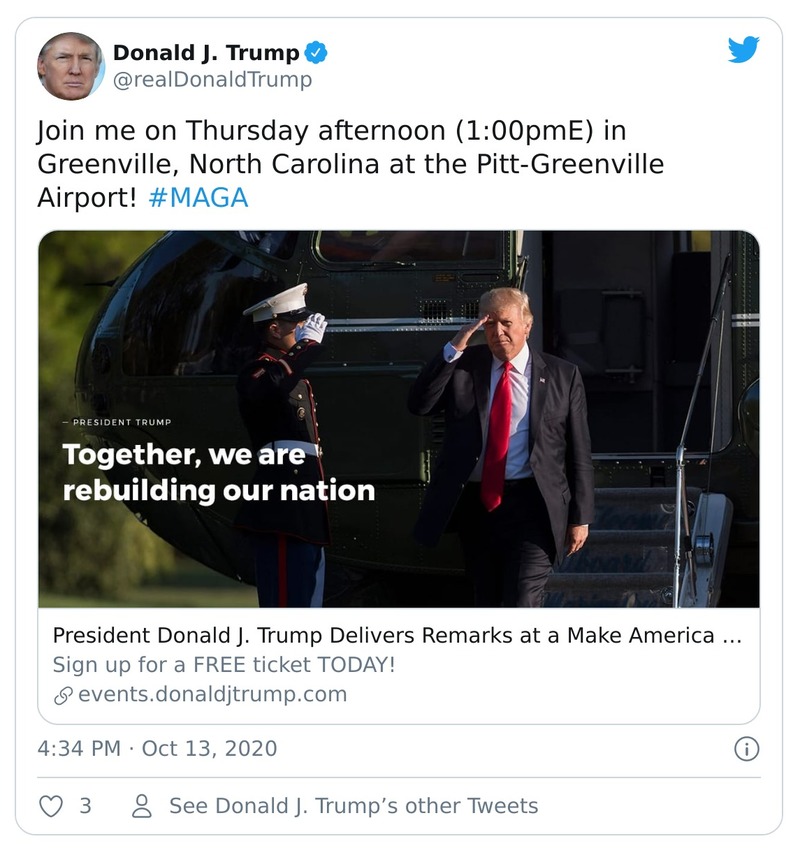 Donald J. Trump
@realDonaldTrump
Join me on Thursday afternoon (1:00pmE) in
Greenville, North Carolina at the Pitt-Greenville
Airport! #MAGA
– PRESIDENT TRUMP
Together, we are
rebuilding our nation
President Donald J. Trump Delivers Remarks at a Make America ...
Sign up for a FREE ticket TODAY!
events.donaldjtrump.com
4:34 PM · Oct 13, 2020
3 See Donald J. Trump’s other Tweets